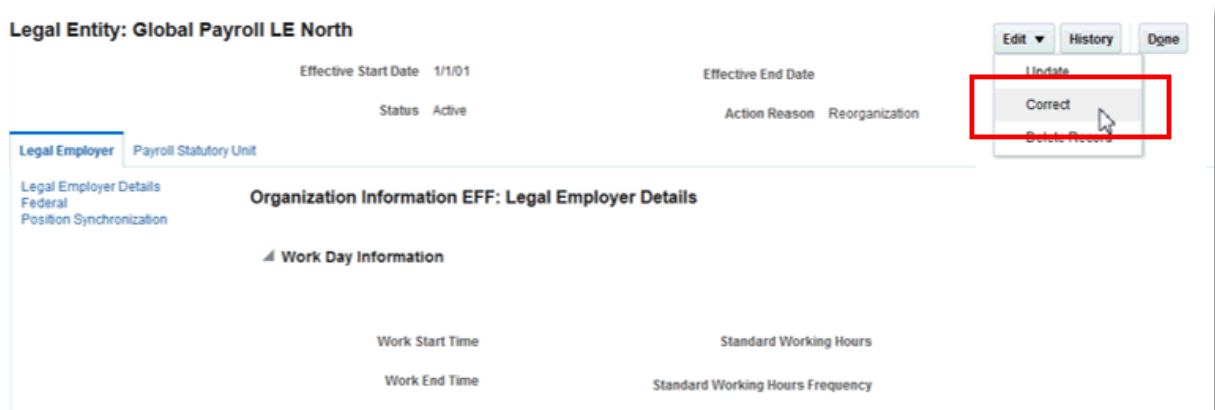 Legal Entity: Global Payroll LE North
Edit ▼ History Done
Effective Start Date 1/1/01 Effective End Date
Update
Status Active Action Reason Reorganization
Correct
Delete Record
Legal Employer Payroll Statutory Unit
Legal Employer Details
Federal
Position Synchronization
Organization Information EFF: Legal Employer Details
Work Day Information
Work Start Time Standard Working Hours
Work End Time Standard Working Hours Frequency